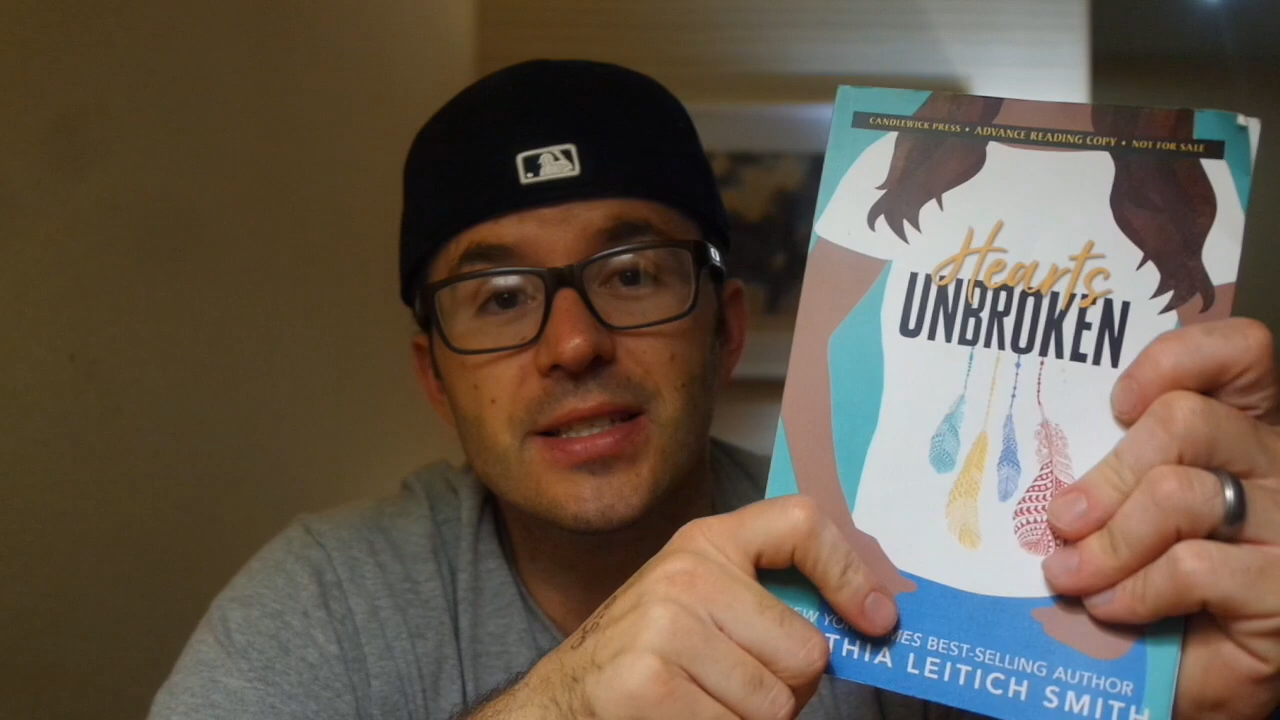 CANDLEWICK PRESS • ADVANCE READING COPY • NOT FOR SALE
Hearts
UNBROKEN
BEST-SELLING AUTHOR
LEITICH SMITH